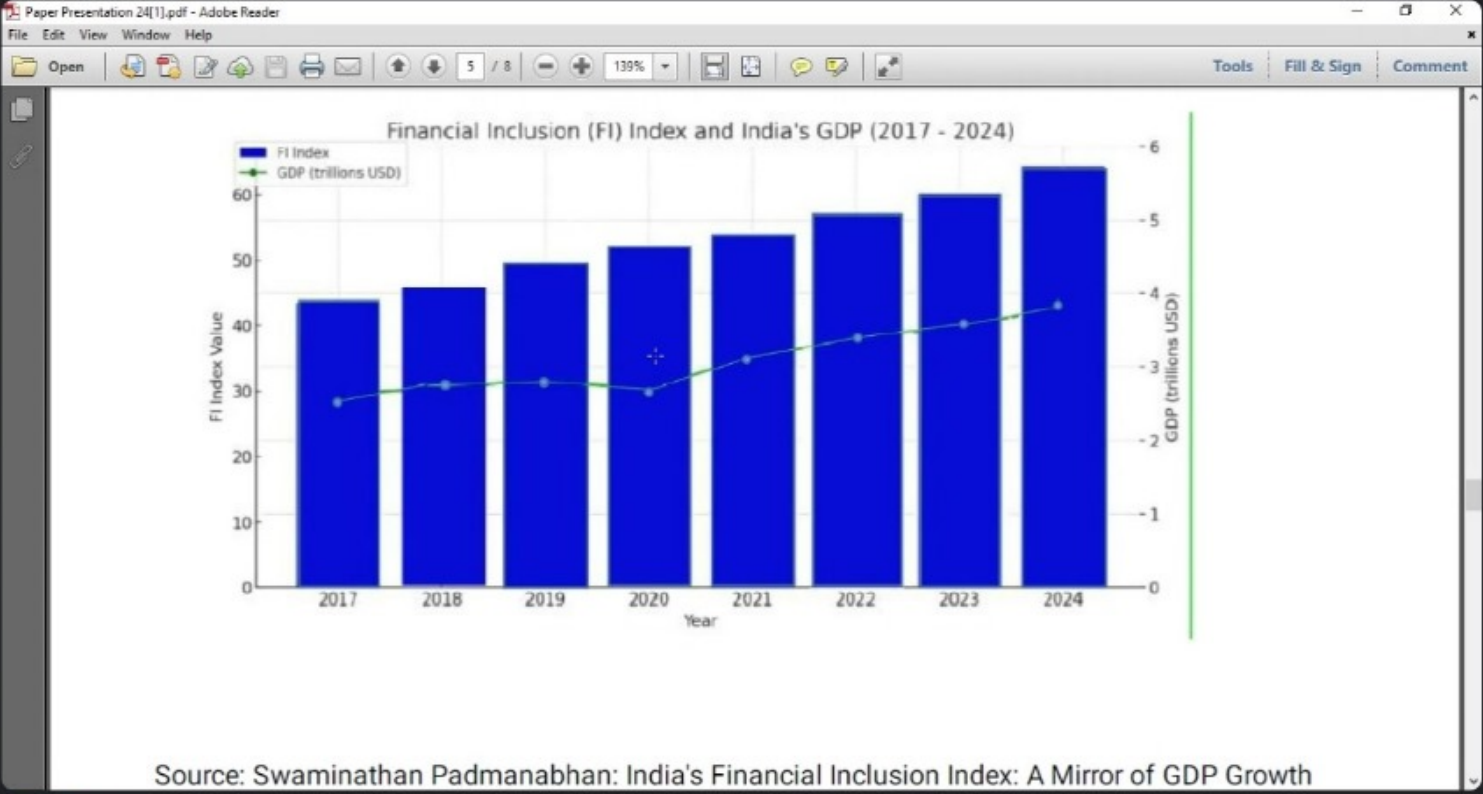 Paper Presentation 24[1].pdf - Adobe Reader
File Edit View Window Help
Open 5 / 8 139% Tools Fill & Sign Comment
Financial Inclusion (FI) Index and India's GDP (2017 - 2024)
FI Index
GDP (trillions USD)
60
50
40
30
20
10
0
FI Index Value
6
5
4
3
2
1
0
GDP (trillions USD)
2017 2018 2019 2020 2021 2022 2023 2024
Year
Source: Swaminathan Padmanabhan: India's Financial Inclusion Index: A Mirror of GDP Growth